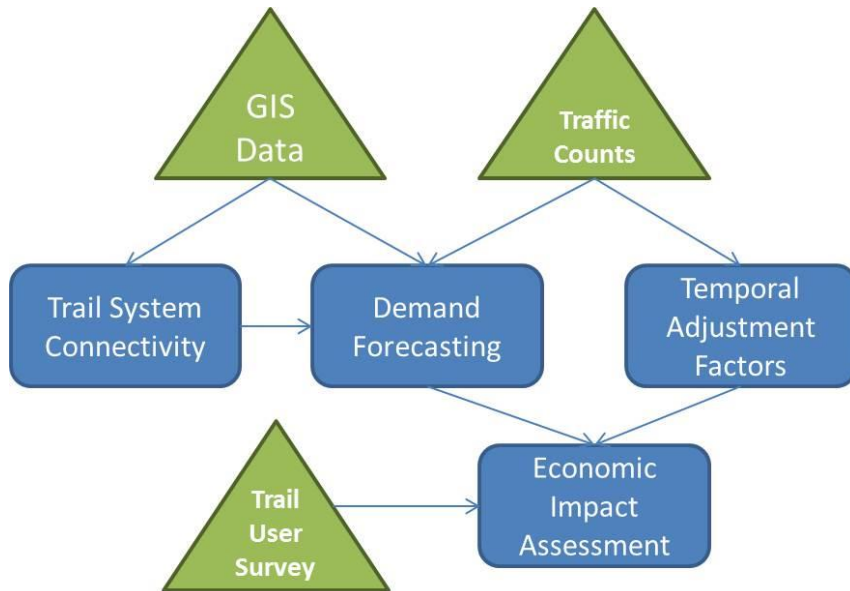 GIS
Data
Traffic
Counts
Trail System
Connectivity
Demand
Forecasting
Temporal
Adjustment
Factors
Trail
User
Survey
Economic
Impact
Assessment